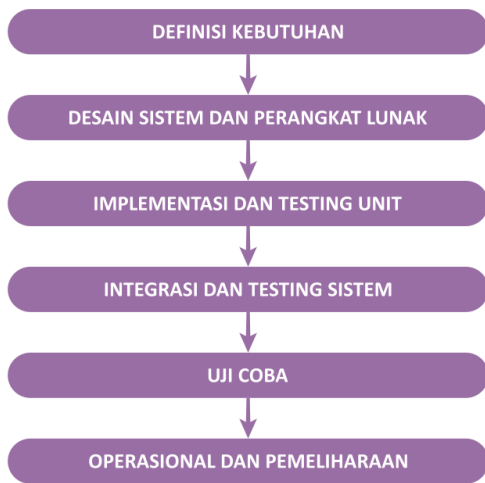 DEFINISI KEBUTUHAN
DESAIN SISTEM DAN PERANGKAT LUNAK
IMPLEMENTASI DAN TESTING UNIT
INTEGRASI DAN TESTING SISTEM
UJI COBA
OPERASIONAL DAN PEMELIHARAAN